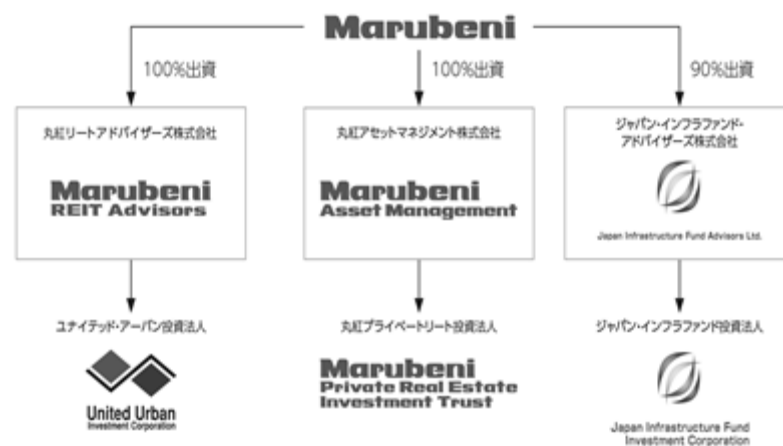 Marubeni
100%出資
100%出資
90%出資
丸紅リートアドバイザーズ株式会社
Marubeni
REIT Advisors
丸紅アセットマネジメント株式会社
Marubeni
Asset Management
ジャパン・インフラファンド・
アドバイザーズ株式会社
Japan Infrastructure Fund Advisors Ltd.
ユナイテッド・アーバン投資法人
United Urban
Investment Corporation
丸紅プライベートリート投資法人
Marubeni
Private Real Estate
Investment Trust
ジャパン・インフラファンド投資法人
Japan Infrastructure Fund
Investment Corporation